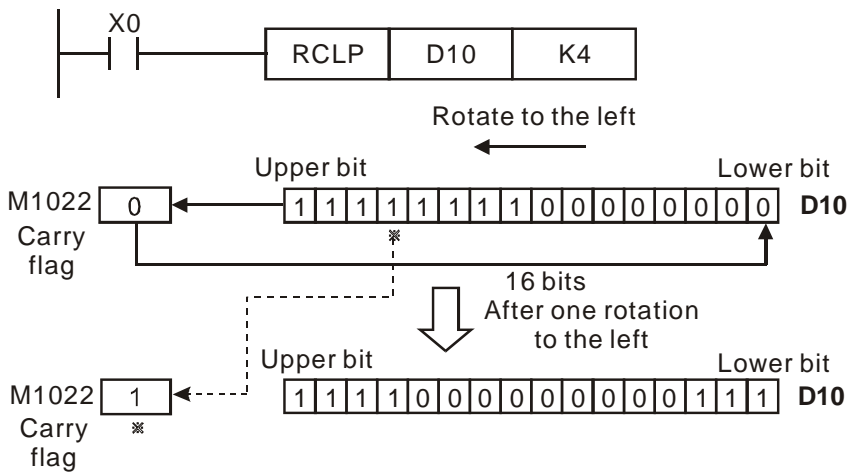 X0
RCLP D10 K4
Rotate to the left
Upper bit Lower bit
M1022 0 1 1 1 1 1 1 1 1 0 0 0 0 0 0 0 0 D10
Carry
flag
※
16 bits
After one rotation
to the left
Upper bit Lower bit
M1022 1 1 1 1 1 0 0 0 0 0 0 0 0 0 1 1 1 D10
Carry ※
flag